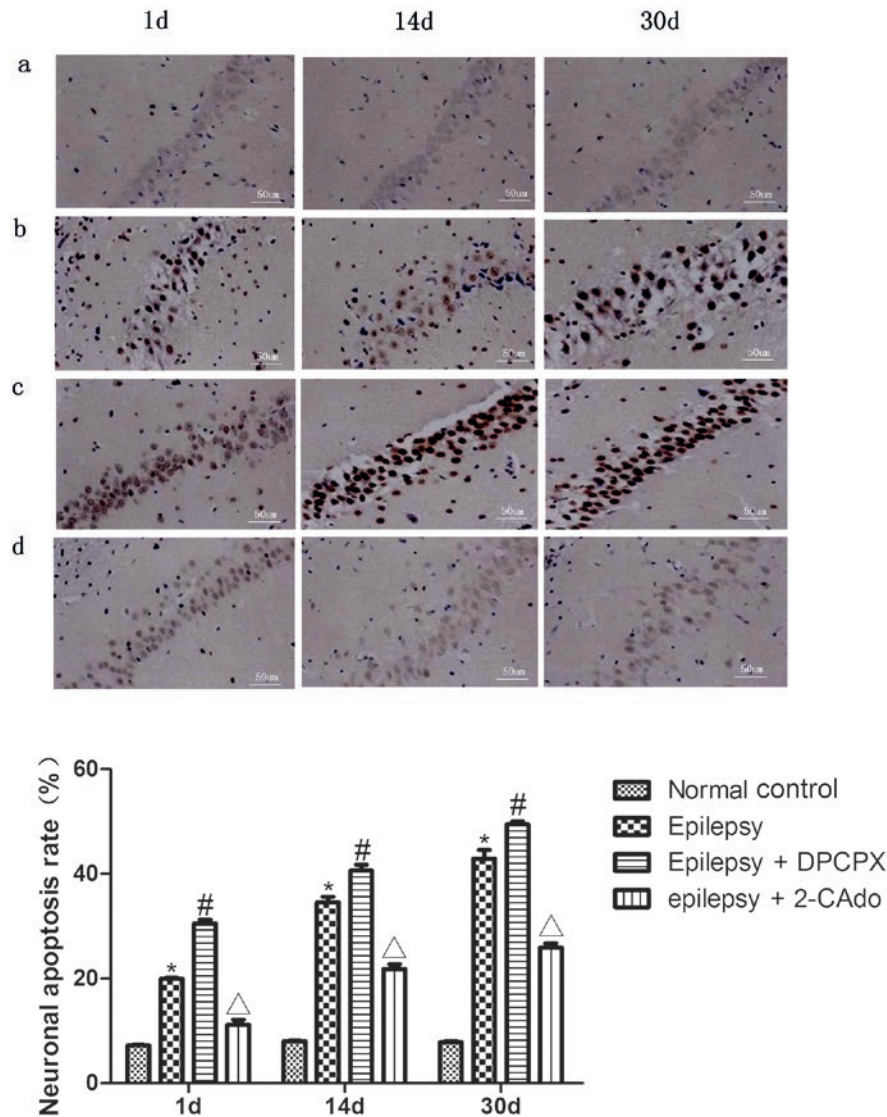 1d 14d 30d
a
50um 50um 50um
b
50um 50um 50um
c
50um 50um 50um
d
50um 50um 50um
Neuronal apoptosis rate (%)
60
40
20
0
* # △
* # △
* # △
1d 14d 30d
Normal control
Epilepsy
Epilepsy + DPCPX
epilepsy + 2-CAdo